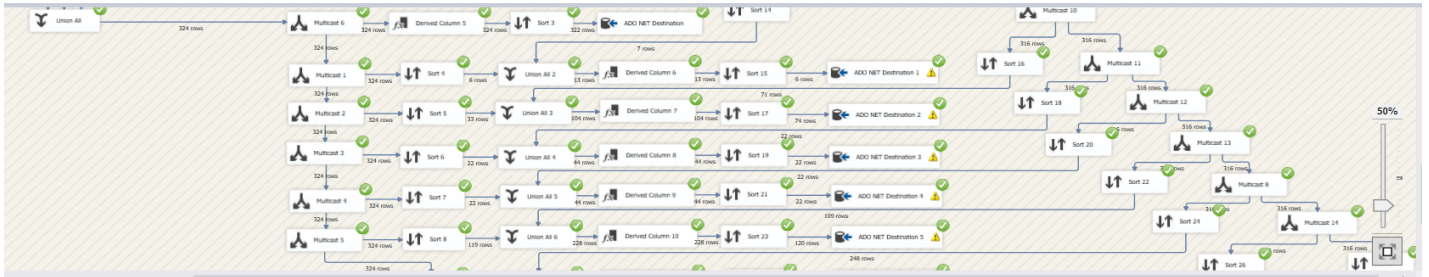 Union All
324 rows
Multicast 6
324 rows
Derived Column 5
324 rows
Sort 3
322 rows
ADO NET Destination
Sort 14
Multicast 10
324 rows
7 rows
316 rows
316 rows
Multicast 1
324 rows
Sort 4
6 rows
Union All 2
13 rows
Derived Column 6
13 rows
Sort 15
6 rows
ADO NET Destination 1
Sort 16
Multicast 11
324 rows
71 rows
316 rows
Multicast 2
324 rows
Sort 5
33 rows
Union All 3
104 rows
Derived Column 7
104 rows
Sort 17
74 rows
ADO NET Destination 2
Sort 18
Multicast 12
50%
324 rows
22 rows
rows
316 rows
Multicast 3
324 rows
Sort 6
22 rows
Union All 4
44 rows
Derived Column 8
44 rows
Sort 19
22 rows
ADO NET Destination 3
Sort 20
Multicast 13
324 rows
22 rows
316 rows
Multicast 4
324 rows
Sort 7
22 rows
Union All 5
44 rows
Derived Column 9
44 rows
Sort 21
22 rows
ADO NET Destination 4
Sort 22
Multicast 8
324 rows
109 rows
316 rows
Multicast 5
324 rows
Sort 8
119 rows
Union All 6
228 rows
Derived Column 10
228 rows
Sort 23
120 rows
ADO NET Destination 5
Sort 24
Multicast 14
324 rows
248 rows
rows
316 rows
Sort 26